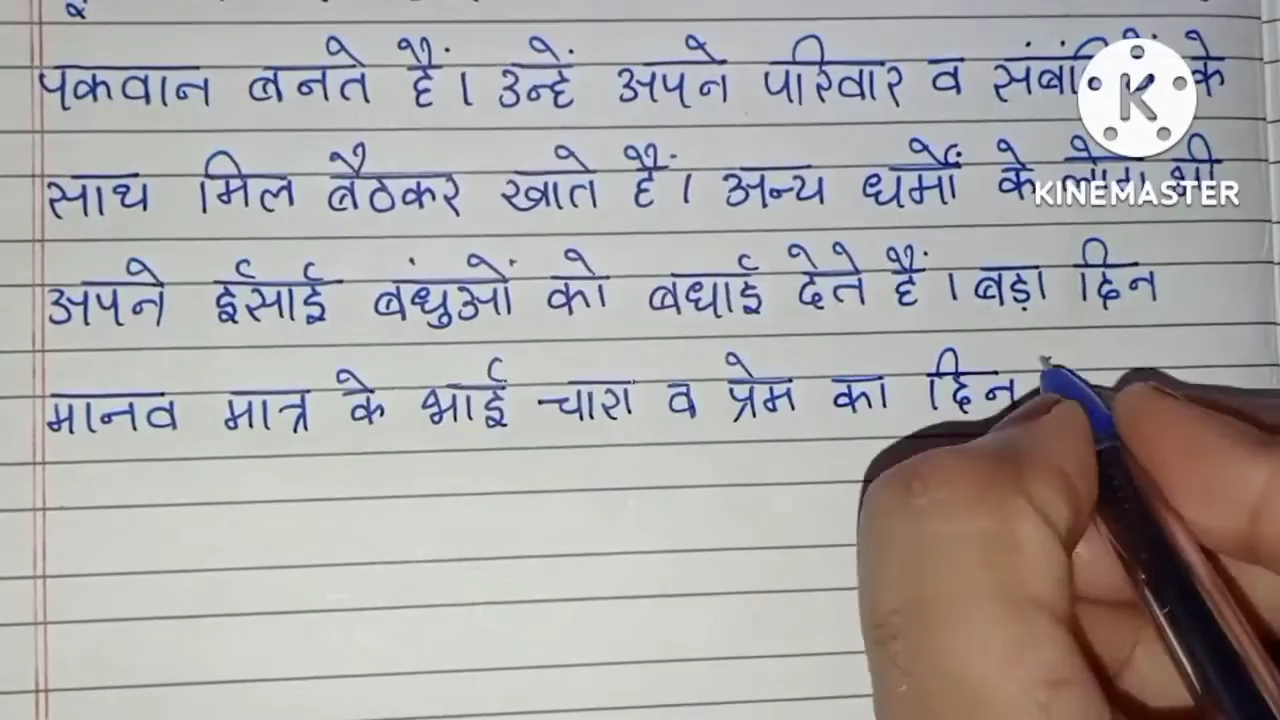 पकवान बनते हैं। उन्हें अपने परिवार व के
साथ मिल बैठकर खाते हैं। अन्य धर्मों के लोग भी
अपने ईसाई बंधुओं को बधाई देते हैं। बड़ा दिन
मानव मात्र के भाई चारा व प्रेम का दिन
K
KINEMASTER